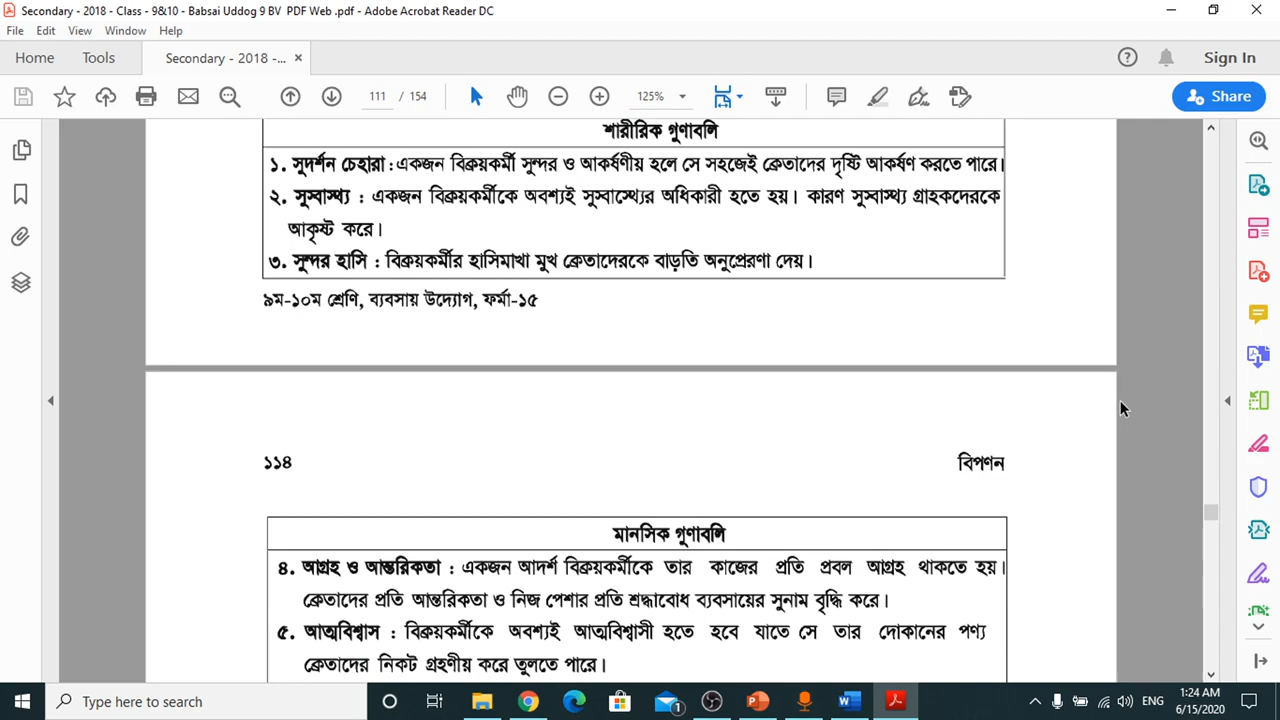 Secondary - 2018 - Class - 9&10 - Babsai Uddog 9 BV PDF Web .pdf - Adobe Acrobat Reader DC
File Edit View Window Help
Home Tools Secondary - 2018 -... Sign In
111 / 154 125% Share
শারীরিক গুণাবলি
১. সুদর্শন চেহারা : একজন বিক্রয়কর্মী সুন্দর ও আকর্ষণীয় হলে সে সহজেই ক্রেতাদের দৃষ্টি আকর্ষণ করতে পারে।
২. সুস্বাস্থ্য : একজন বিক্রয়কর্মীকে অবশ্যই সুস্বাস্থ্যের অধিকারী হতে হয়। কারণ সুস্বাস্থ্য গ্রাহকদেরকে
আকৃষ্ট করে।
৩. সুন্দর হাসি : বিক্রয়কর্মীর হাসিমাখা মুখ ক্রেতাদেরকে বাড়তি অনুপ্রেরণা দেয়।
৯ম-১০ম শ্রেণি, ব্যবসায় উদ্যোগ, ফর্মা-১৫
১১৪ বিপণন
মানসিক গুণাবলি
৪. আগ্রহ ও আন্তরিকতা : একজন আদর্শ বিক্রয়কর্মীকে তার কাজের প্রতি প্রবল আগ্রহ থাকতে হয়।
ক্রেতাদের প্রতি আন্তরিকতা ও নিজ পেশার প্রতি শ্রদ্ধাবোধ ব্যবসায়ের সুনাম বৃদ্ধি করে।
৫. আত্মবিশ্বাস : বিক্রয়কর্মীকে অবশ্যই আত্মবিশ্বাসী হতে হবে যাতে সে তার দোকানের পণ্য
ক্রেতাদের নিকট গ্রহণীয় করে তুলতে পারে।
Type here to search 1 ENG 1:24 AM
6/15/2020